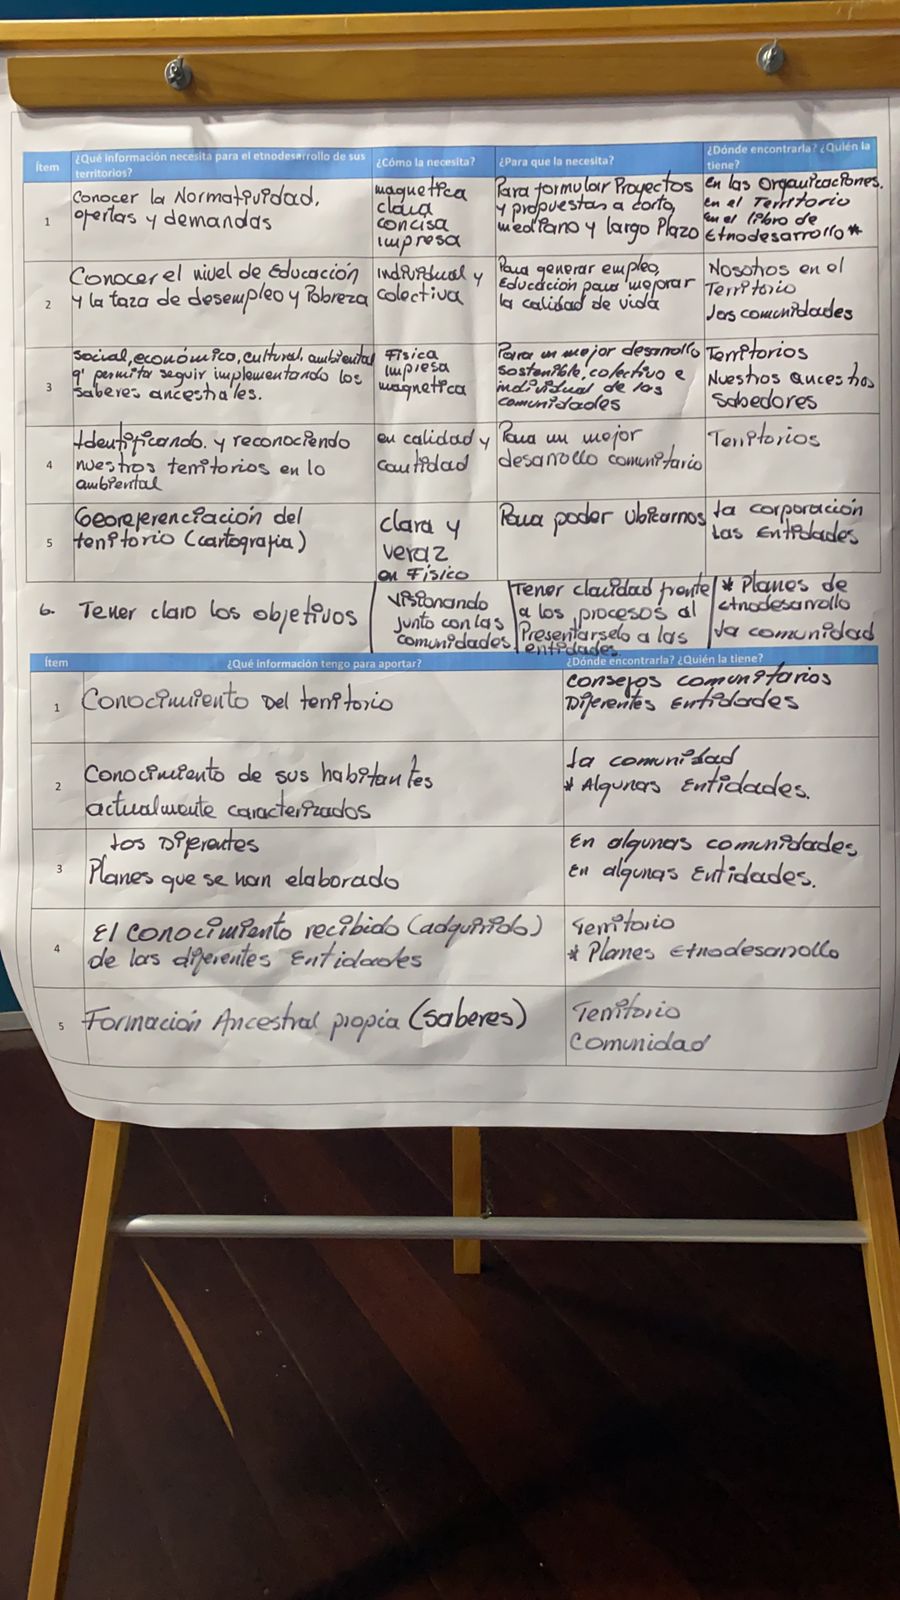 Ítem
¿Qué información necesita para el etnodesarrollo de sus
territorios?
¿Cómo la necesita?
¿Para que la necesita?
¿Dónde encontrarla? ¿Quién la
tiene?
1
Conocer la Normatividad,
ofertas y demandas
magnetica
clara
concisa
impresa
Para formular Proyectos
y propuestas a corto,
mediano y largo Plazo
en las Organizaciones.
en el Territorio
en el libro de
Etnodesarrollo *
2
Conocer el nivel de Educación
y la taza de desempleo y Pobreza
Individual y
colectiva
Para generar empleo,
Educación para mejorar
la calidad de vida
Nosotros en el
Territorio
Las comunidades
3
Social, económico, cultural, ambiental
q' permita seguir implementando los
saberes ancestrales.
Física
impresa
magnetica
Para un mejor desarrollo
sostenible, colectivo e
individual de las
comunidades
Territorios
Nuestros ancestros
Sabedores
4
Identificando. y reconociendo
nuestros territorios en lo
ambiental
en calidad y
cantidad
Para un mejor
desarrollo comunitario
Territorios
5
Georeferenciación del
territorio (cartografia)
clara y
veraz
en Físico
Para poder Ubicarnos
La corporación
Las Entidades
6. Tener claro los objetivos
Visionando
junto con las
comunidades
Tener claridad frente
a los procesos al
Presentarselo a las
entidades
* Planes de
etnodesarrollo
La comunidad
Ítem
¿Qué información tengo para aportar?
¿Dónde encontrarla? ¿Quién la tiene?
1
Conocimiento Del territorio
Consejos comunitarios
Diferentes Entidades
2
Conocimiento de sus habitantes
actualmente caracterizados
La comunidad
* Algunas Entidades.
3
Los Diferentes
Planes que se han elaborado
En algunas comunidades,
En algunas Entidades.
4
El Conocimiento recibido (adquirido)
de las diferentes Entidades
Territorio
* Planes Etnodesarrollo
5
Formación Ancestral propia (Saberes)
Territorio
Comunidad